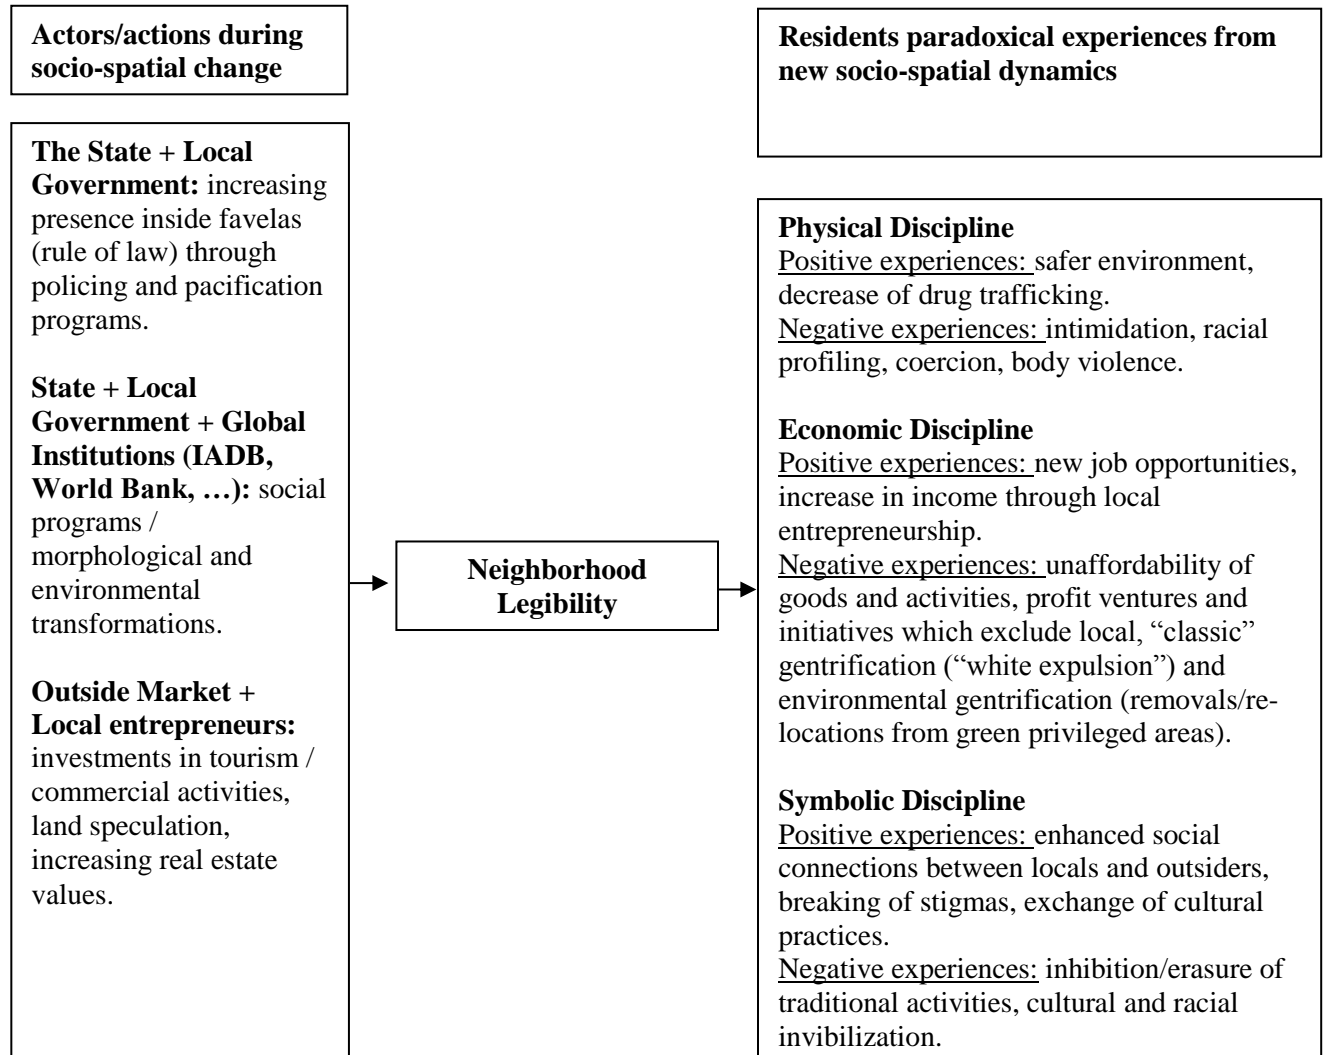 Actors/actions during
socio-spatial change
The State + Local
Government: increasing
presence inside favelas
(rule of law) through
policing and pacification
programs.
State + Local
Government + Global
Institutions (IADB,
World Bank, …): social
programs /
morphological and
environmental
transformations.
Outside Market +
Local entrepreneurs:
investments in tourism /
commercial activities,
land speculation,
increasing real estate
values.
Neighborhood
Legibility
Residents paradoxical experiences from
new socio-spatial dynamics
Physical Discipline
Positive experiences: safer environment,
decrease of drug trafficking.
Negative experiences: intimidation, racial
profiling, coercion, body violence.
Economic Discipline
Positive experiences: new job opportunities,
increase in income through local
entrepreneurship.
Negative experiences: unaffordability of
goods and activities, profit ventures and
initiatives which exclude local, “classic”
gentrification (“white expulsion”) and
environmental gentrification (removals/re-
locations from green privileged areas).
Symbolic Discipline
Positive experiences: enhanced social
connections between locals and outsiders,
breaking of stigmas, exchange of cultural
practices.
Negative experiences: inhibition/erasure of
traditional activities, cultural and racial
invibilization.